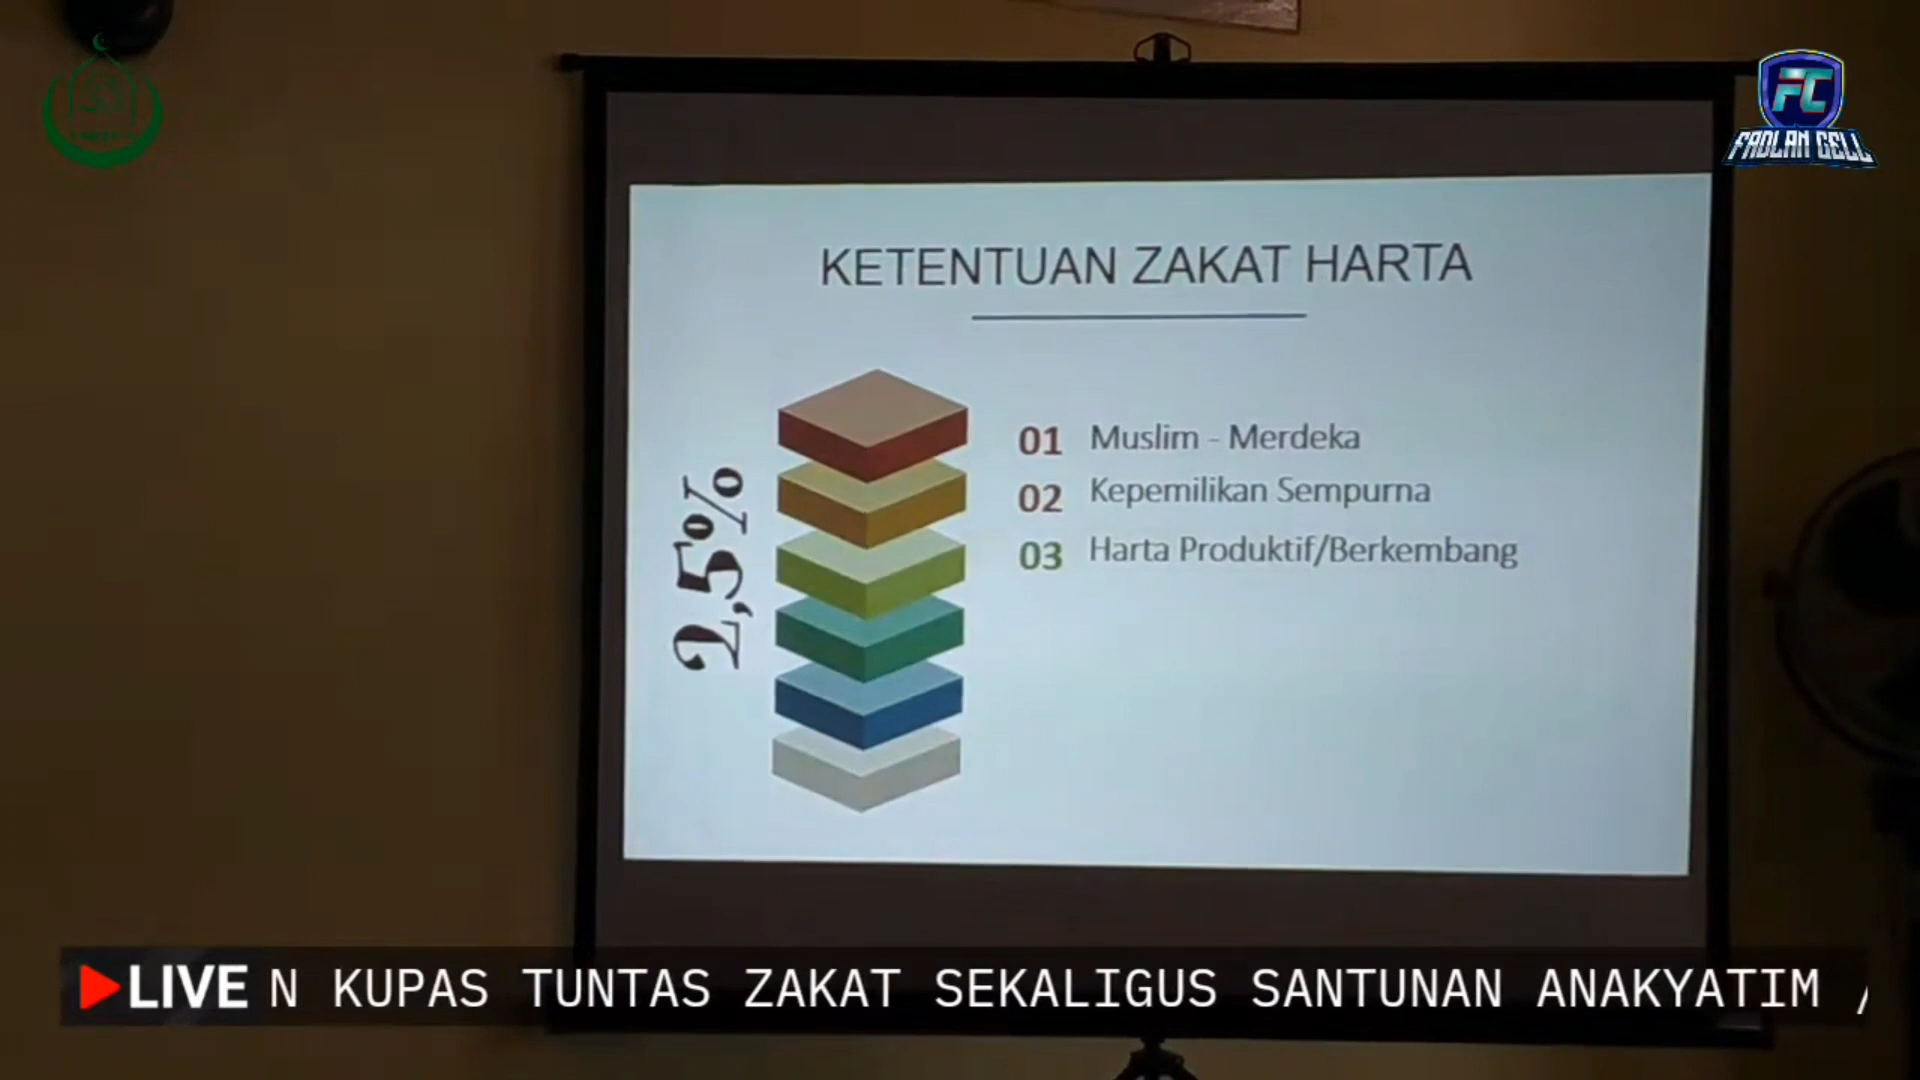 FC
FADLAN CELL
KETENTUAN ZAKAT HARTA
2,5%
01 Muslim - Merdeka
02 Kepemilikan Sempurna
03 Harta Produktif/Berkembang
LIVE N KUPAS TUNTAS ZAKAT SEKALIGUS SANTUNAN ANAKYATIM /